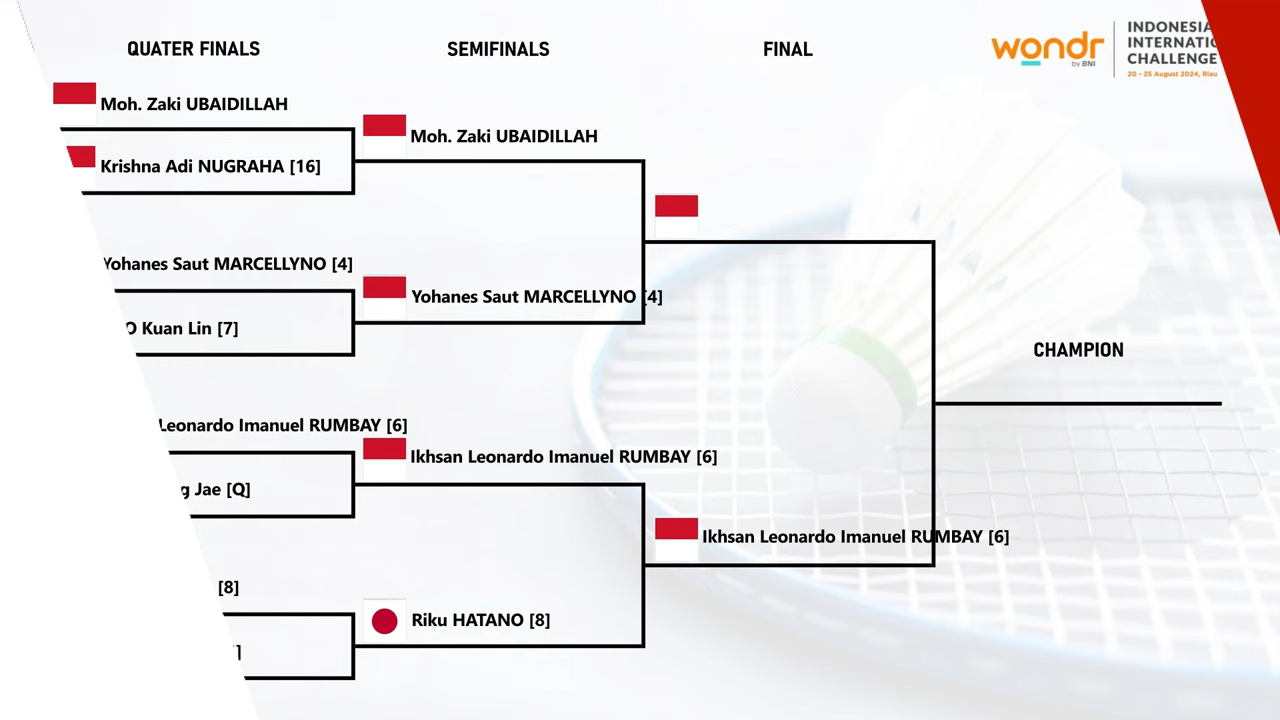 QUATER FINALS
SEMIFINALS
FINAL
wondr
by BNI
INDONESIA
CHALLENGE
20 - 25 August 2024, Riau
Moh. Zaki UBAIDILLAH
Krishna Adi NUGRAHA [16]
Yohanes Saut MARCELLYNO [4]
Kuan Lin [7]
Leonardo Imanuel RUMBAY [6]
Jae [Q]
[8]
Moh. Zaki UBAIDILLAH
Yohanes Saut MARCELLYNO [4]
Ikhsan Leonardo Imanuel RUMBAY [6]
Riku HATANO [8]
Ikhsan Leonardo Imanuel RUMBAY [6]
CHAMPION